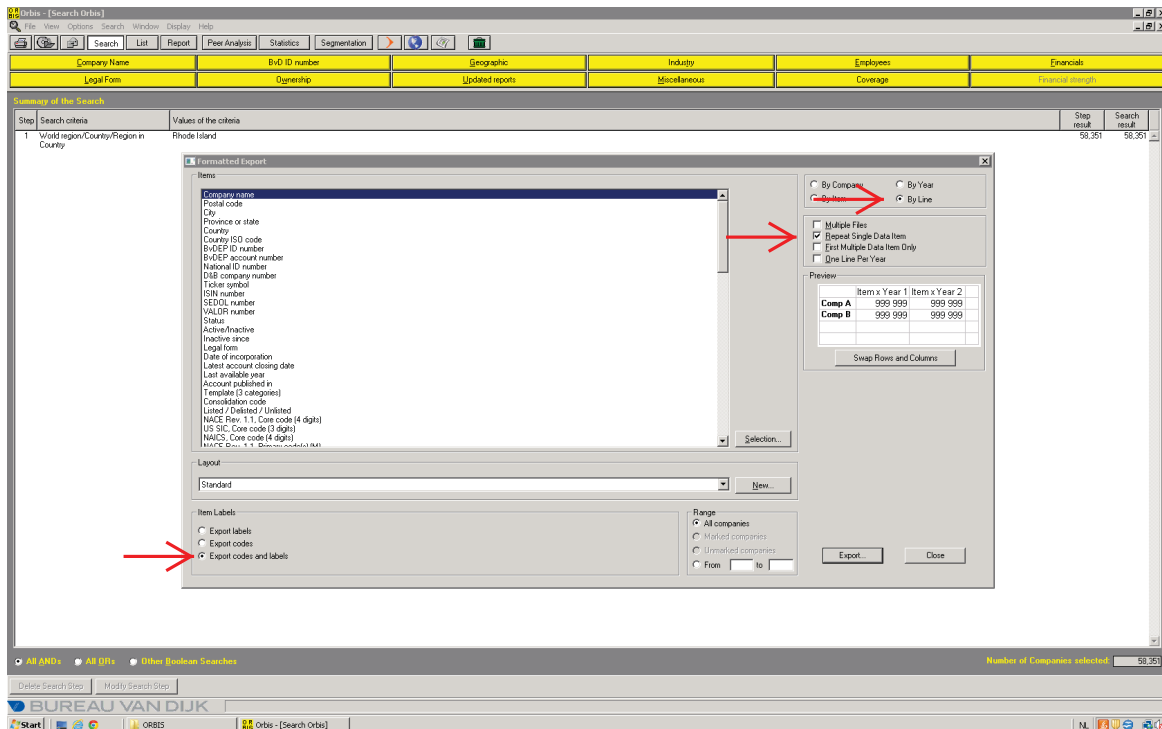 ORBIS Orbis - [Search Orbis]
File View Options Search Window Display Help
Search List Report Peer Analysis Statistics Segmentation
Company Name BvD ID number Geographic Industry Employees Financials
Legal Form Ownership Updated reports Miscellaneous Coverage Financial strength
Summary of the Search
Step Search criteria Values of the criteria Step result Search result
1 World region/Country/Region in Country Rhode Island 58,351 58,351
Formatted Export
Items
Company name
Postal code
City
Province or state
Country
Country ISO code
BvDEP ID number
BvDEP account number
National ID number
D&B company number
Ticker symbol
ISIN number
SEDOL number
VALOR number
Status
Active/Inactive
Inactive since
Legal form
Date of incorporation
Latest account closing date
Last available year
Account published in
Template (3 categories)
Consolidation code
Listed / Delisted / Unlisted
NACE Rev. 1.1, Core code (4 digits)
US SIC, Core code (3 digits)
NAICS, Core code (4 digits)
NACE Rev. 1.1, Primary code(s) (M)
Selection...
By Company By Year
By Item By Line
Multiple Files
Repeat Single Data Item
First Multiple Data Item Only
One Line Per Year
Preview
Item x Year 1 Item x Year 2
Comp A 999 999 999 999
Comp B 999 999 999 999
Swap Rows and Columns
Layout
Standard New...
Item Labels
Export labels
Export codes
Export codes and labels
Range
All companies
Marked companies
Unmarked companies
From to
Export... Close
All ANDs All ORs Other Boolean Searches Number of Companies selected: 58,351
Delete Search Step Modify Search Step
BUREAU VAN DIJK
Start ORBIS Orbis - [Search Orbis] NL